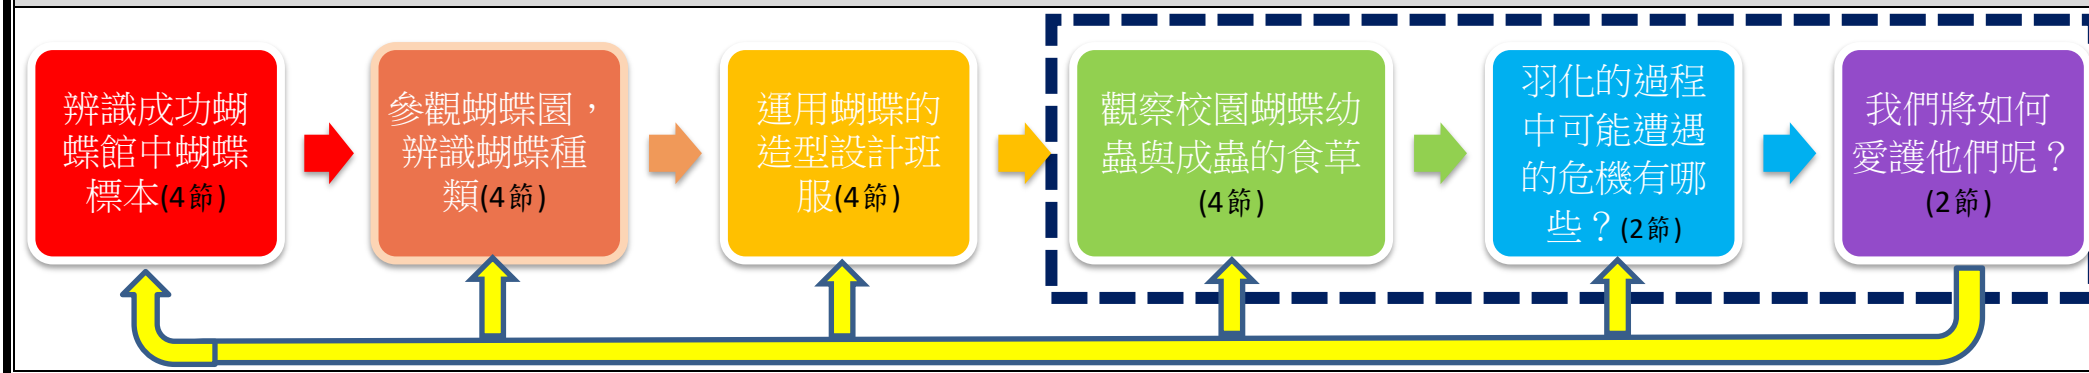 辨識成功蝴
蝶館中蝴蝶
標本(4節)
參觀蝴蝶園，
辨識蝴蝶種
類(4節)
運用蝴蝶的
造型設計班
服(4節)
觀察校園蝴蝶幼
蟲與成蟲的食草
(4節)
羽化的過程
中可能遭遇
的危機有哪
些？(2節)
我們將如何
愛護他們呢？
(2節)